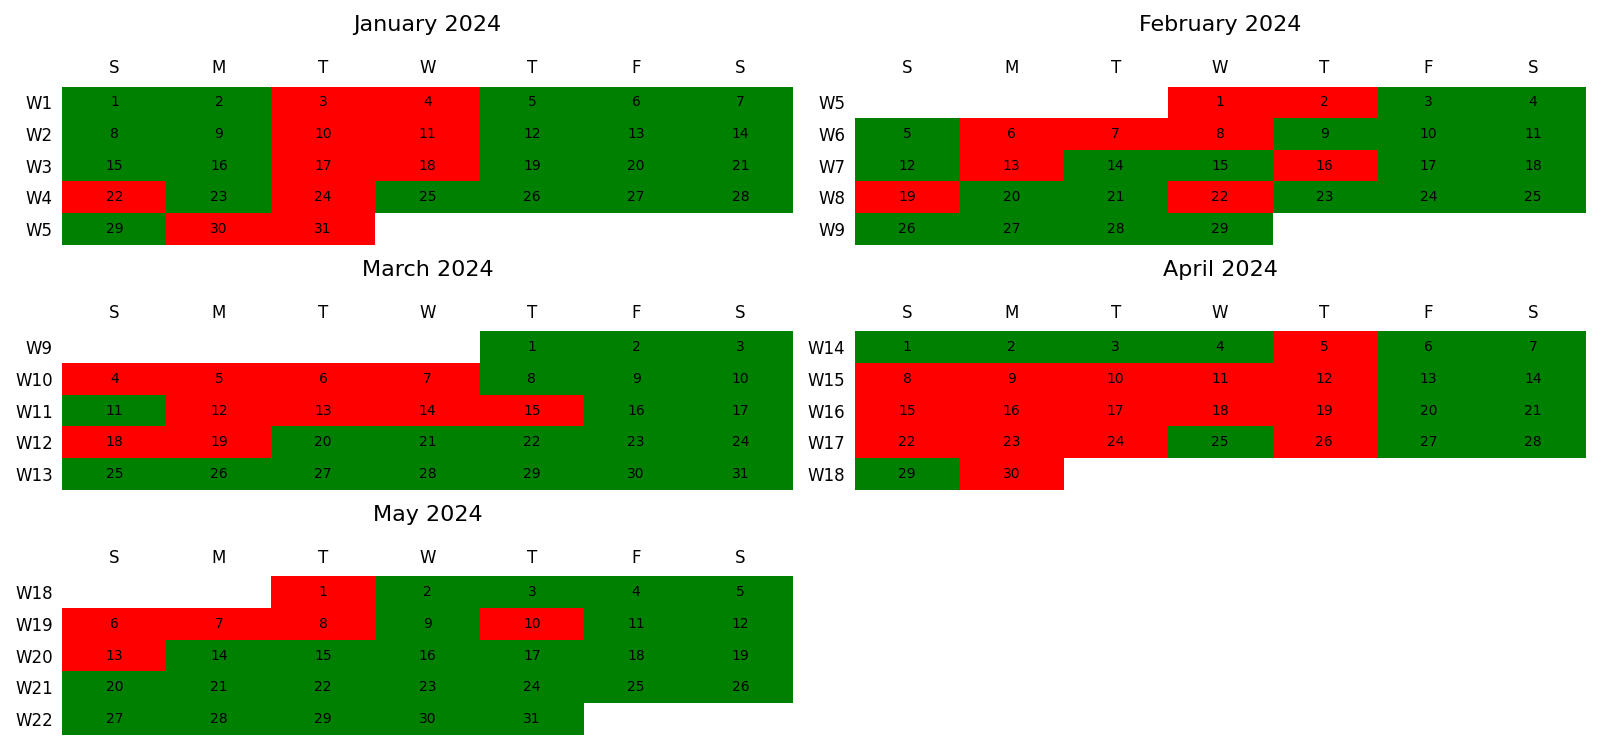 January 2024
S M T W T F S
W1 1 2 3 4 5 6 7
W2 8 9 10 11 12 13 14
W3 15 16 17 18 19 20 21
W4 22 23 24 25 26 27 28
W5 29 30 31
February 2024
S M T W T F S
W5 1 2 3 4
W6 5 6 7 8 9 10 11
W7 12 13 14 15 16 17 18
W8 19 20 21 22 23 24 25
W9 26 27 28 29
March 2024
S M T W T F S
W9 1 2 3
W10 4 5 6 7 8 9 10
W11 11 12 13 14 15 16 17
W12 18 19 20 21 22 23 24
W13 25 26 27 28 29 30 31
April 2024
S M T W T F S
W14 1 2 3 4 5 6 7
W15 8 9 10 11 12 13 14
W16 15 16 17 18 19 20 21
W17 22 23 24 25 26 27 28
W18 29 30
May 2024
S M T W T F S
W18 1 2 3 4 5
W19 6 7 8 9 10 11 12
W20 13 14 15 16 17 18 19
W21 20 21 22 23 24 25 26
W22 27 28 29 30 31